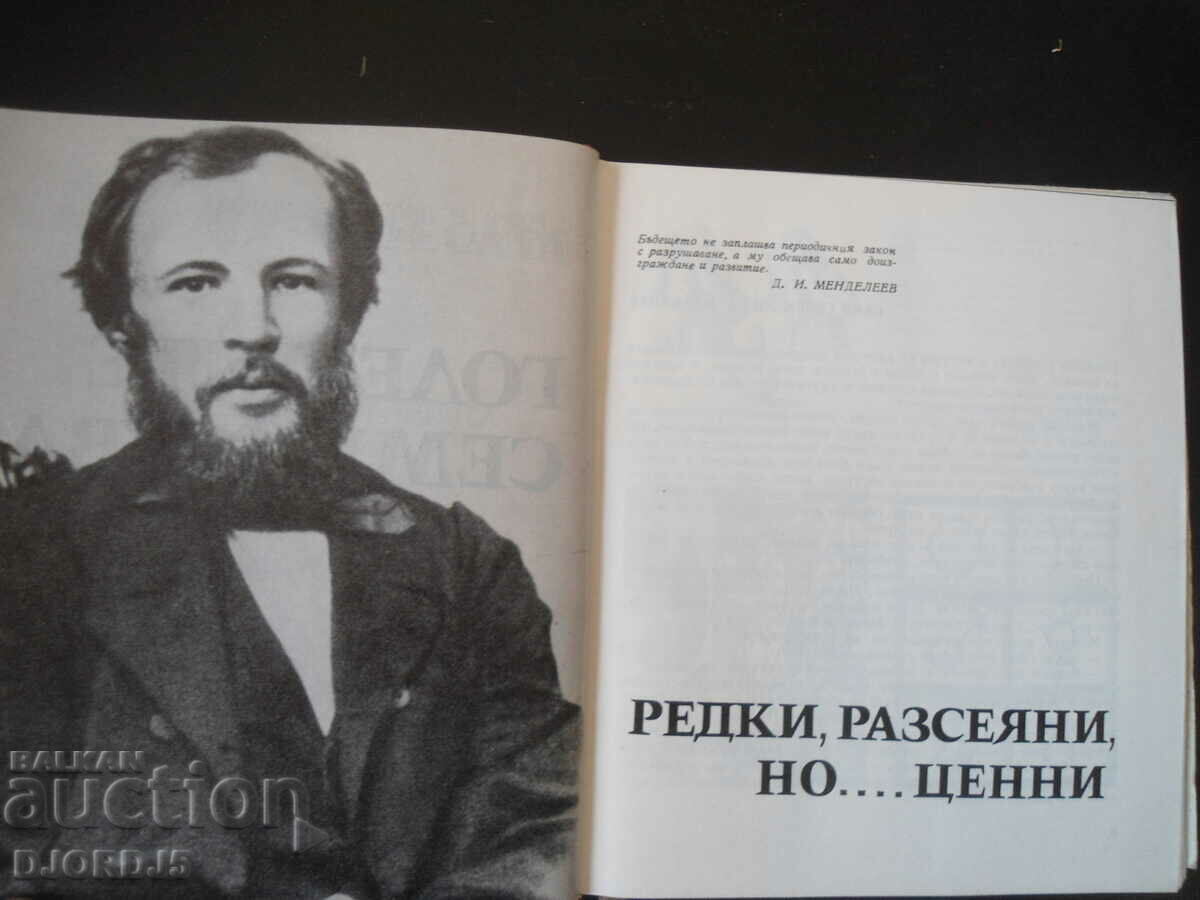 Бъдещето не заплашва периодичния закон
с разрушаване, а му обещава само доиз-
граждане и развитие.
Д. И. МЕНДЕЛЕЕВ
РЕДКИ, РАЗСЕЯНИ,
НО.... ЦЕННИ
BALKAN
auction
DJORDJ5